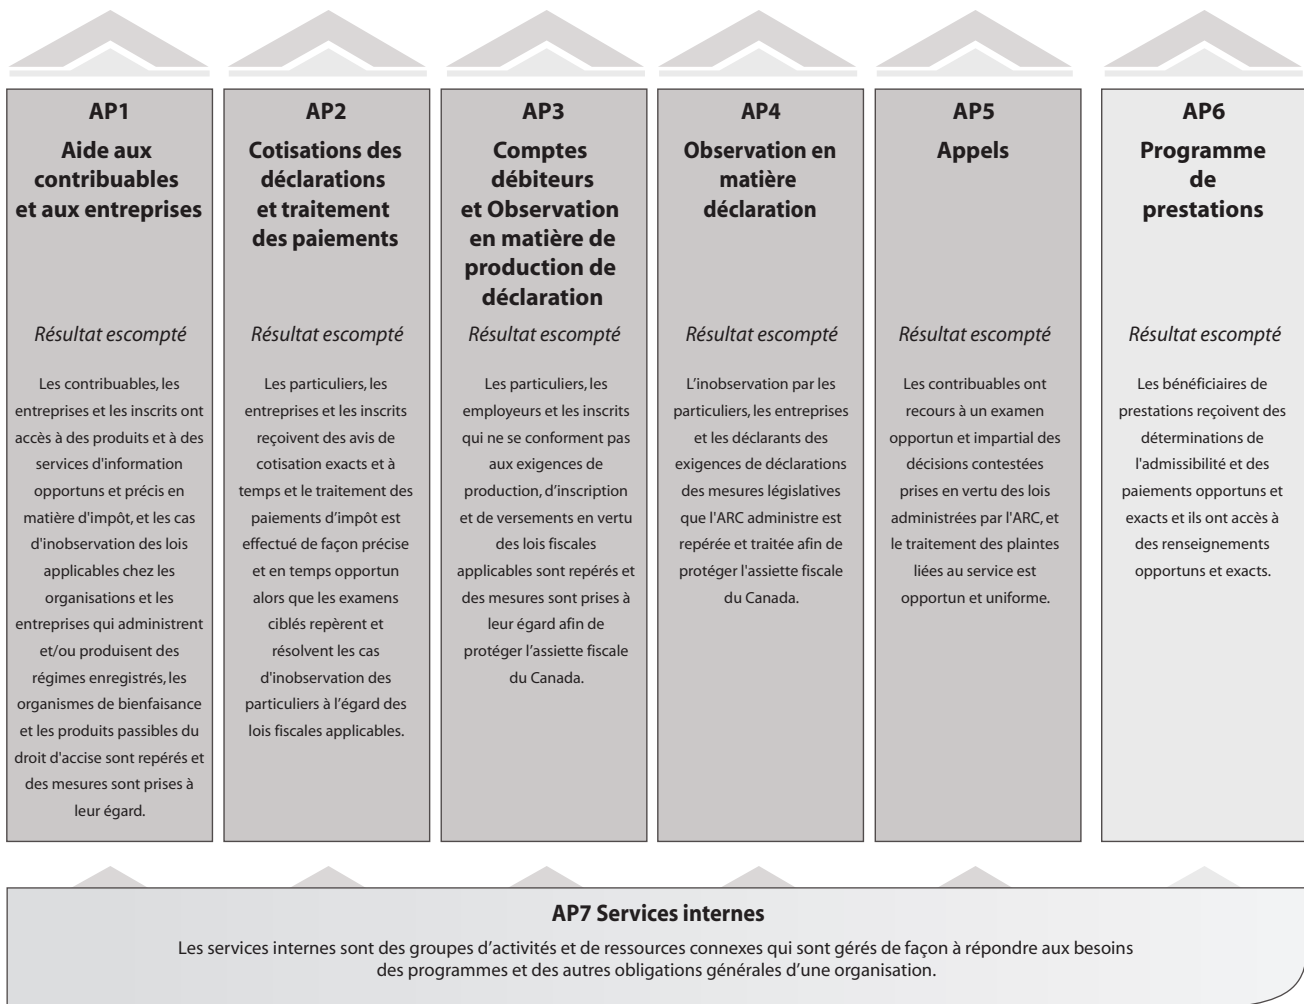 AP1
Aide aux
contribuables
et aux entreprises
Résultat escompté
Les contribuables, les
entreprises et les inscrits ont
accès à des produits et à des
services d'information
opportuns et précis en
matière d'impôt, et les cas
d'inobservation des lois
applicables chez les
organisations et les
entreprises qui administrent
et/ou produisent des
régimes enregistrés, les
organismes de bienfaisance
et les produits passibles du
droit d'accise sont repérés et
des mesures sont prises à
leur égard.
AP2
Cotisations des
déclarations
et traitement
des paiements
Résultat escompté
Les particuliers, les
entreprises et les inscrits
reçoivent des avis de
cotisation exacts et à
temps et le traitement des
paiements d’impôt est
effectué de façon précise
et en temps opportun
alors que les examens
ciblés repèrent et
résolvent les cas
d'inobservation des
particuliers à l’égard des
lois fiscales applicables.
AP3
Comptes
débiteurs
et Observation
en matière de
production de
déclaration
Résultat escompté
Les particuliers, les
employeurs et les inscrits
qui ne se conforment pas
aux exigences de
production, d’inscription
et de versements en vertu
des lois fiscales
applicables sont repérés et
des mesures sont prises à
leur égard afin de
protéger l’assiette fiscale
du Canada.
AP4
Observation en
matière
déclaration
Résultat escompté
L’inobservation par les
particuliers, les entreprises
et les déclarants des
exigences de déclarations
des mesures législatives
que l'ARC administre est
repérée et traitée afin de
protéger l'assiette fiscale
du Canada.
AP5
Appels
Résultat escompté
Les contribuables ont
recours à un examen
opportun et impartial des
décisions contestées
prises en vertu des lois
administrées par l'ARC, et
le traitement des plaintes
liées au service est
opportun et uniforme.
AP6
Programme
de
prestations
Résultat escompté
Les bénéficiaires de
prestations reçoivent des
déterminations de
l'admissibilité et des
paiements opportuns et
exacts et ils ont accès à
des renseignements
opportuns et exacts.
AP7 Services internes
Les services internes sont des groupes d’activités et de ressources connexes qui sont gérés de façon à répondre aux besoins
des programmes et des autres obligations générales d’une organisation.